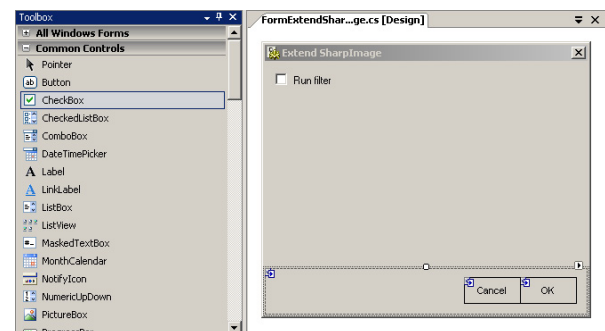 Toolbox
All Windows Forms
Common Controls
Pointer
Button
CheckBox
CheckedListBox
ComboBox
DateTimePicker
A Label
A LinkLabel
ListBox
ListView
MaskedTextBox
MonthCalendar
NotifyIcon
NumericUpDown
PictureBox
ProgressBar
FormExtendShar...ge.cs [Design]
Extend SharpImage
Run filter
Cancel
OK